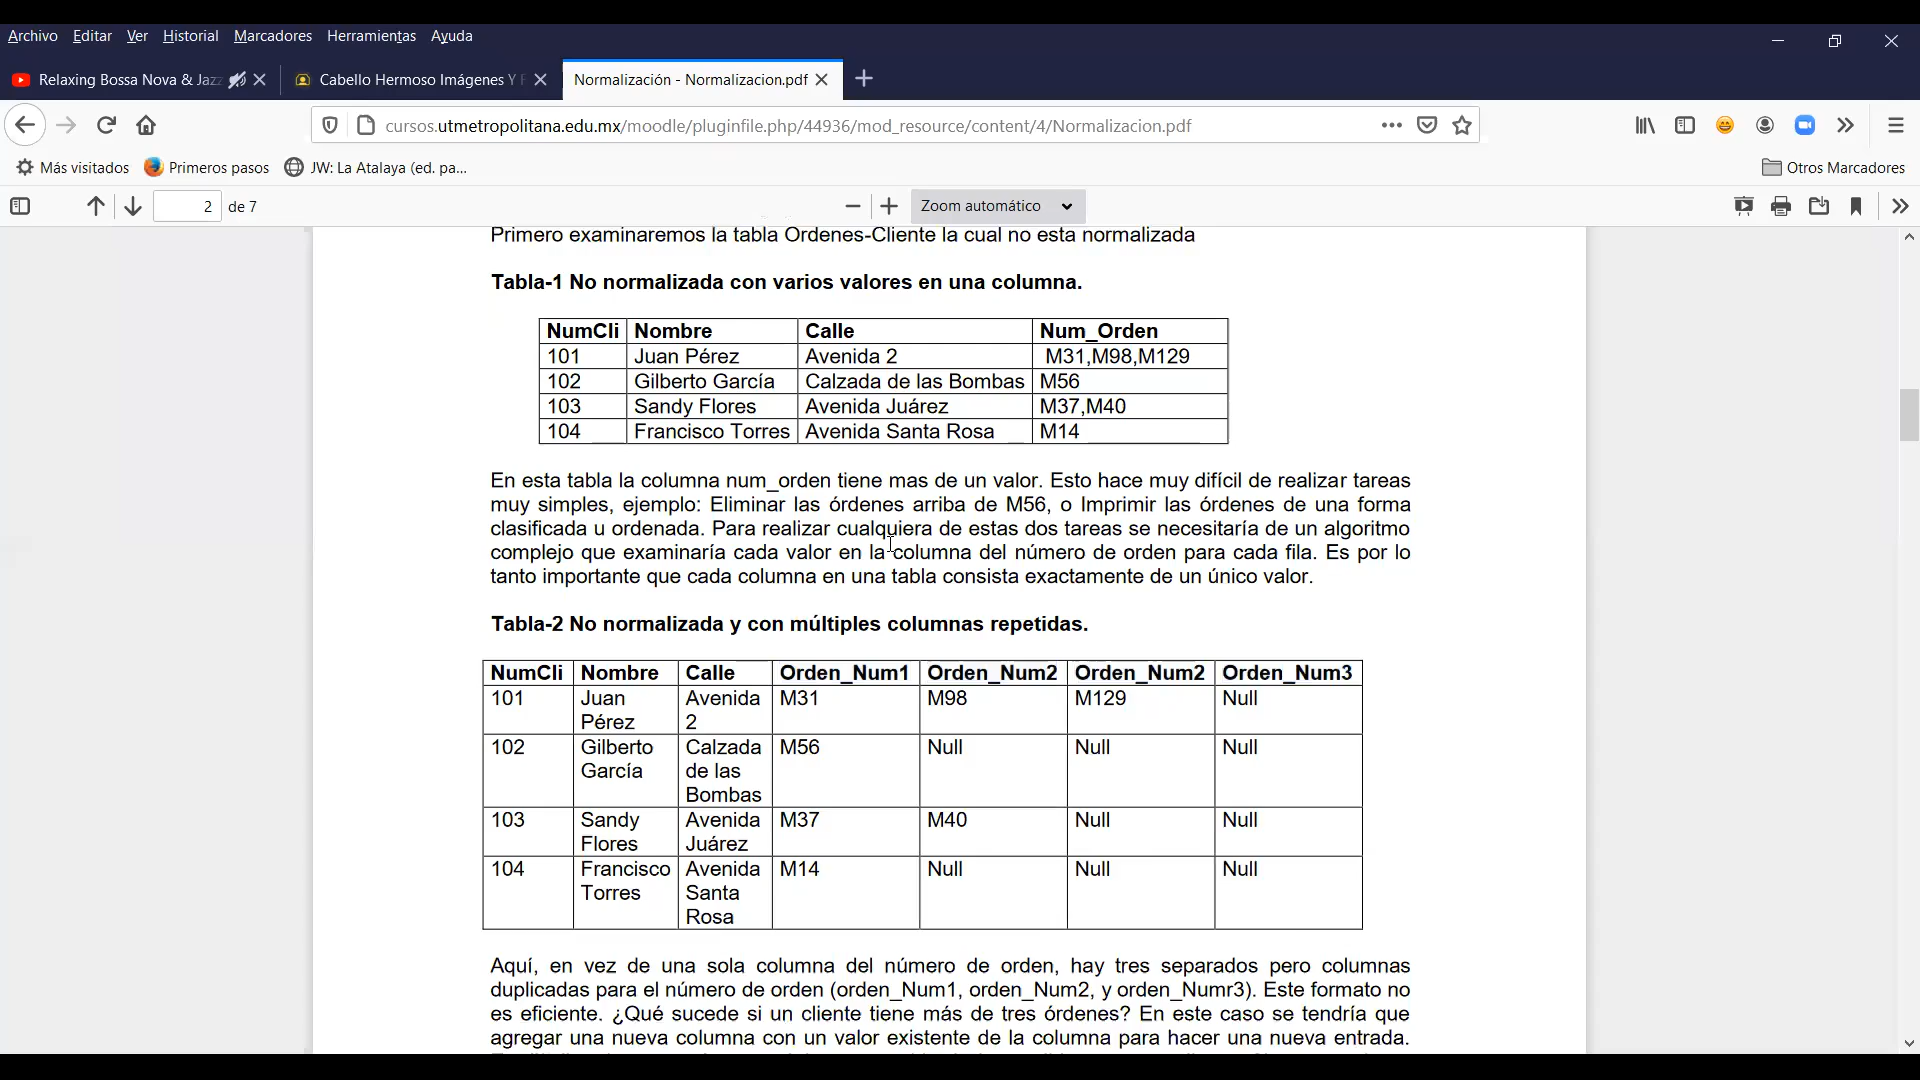 Archivo Editar Ver Historial Marcadores Herramientas Ayuda
Relaxing Bossa Nova & Jazz
Cabello Hermoso Imágenes Y F
Normalización - Normalizacion.pdf
cursos.utmetropolitana.edu.mx/moodle/pluginfile.php/44936/mod_resource/content/4/Normalizacion.pdf
Más visitados Primeros pasos JW: La Atalaya (ed. pa... Otros Marcadores
2 de 7 Zoom automático
Primero examinaremos la tabla Ordenes-Cliente la cual no esta normalizada
Tabla-1 No normalizada con varios valores en una columna.
NumCli Nombre Calle Num_Orden
101 Juan Pérez Avenida 2 M31,M98,M129
102 Gilberto García Calzada de las Bombas M56
103 Sandy Flores Avenida Juárez M37,M40
104 Francisco Torres Avenida Santa Rosa M14
En esta tabla la columna num_orden tiene mas de un valor. Esto hace muy difícil de realizar tareas
muy simples, ejemplo: Eliminar las órdenes arriba de M56, o Imprimir las órdenes de una forma
clasificada u ordenada. Para realizar cualquiera de estas dos tareas se necesitaría de un algoritmo
complejo que examinaría cada valor en la columna del número de orden para cada fila. Es por lo
tanto importante que cada columna en una tabla consista exactamente de un único valor.
Tabla-2 No normalizada y con múltiples columnas repetidas.
NumCli Nombre Calle Orden_Num1 Orden_Num2 Orden_Num2 Orden_Num3
101 Juan Avenida M31 M98 M129 Null
Pérez 2
102 Gilberto Calzada M56 Null Null Null
García de las
Bombas
103 Sandy Avenida M37 M40 Null Null
Flores Juárez
104 Francisco Avenida M14 Null Null Null
Torres Santa
Rosa
Aquí, en vez de una sola columna del número de orden, hay tres separados pero columnas
duplicadas para el número de orden (orden_Num1, orden_Num2, y orden_Numr3). Este formato no
es eficiente. ¿Qué sucede si un cliente tiene más de tres órdenes? En este caso se tendría que
agregar una nueva columna con un valor existente de la columna para hacer una nueva entrada.